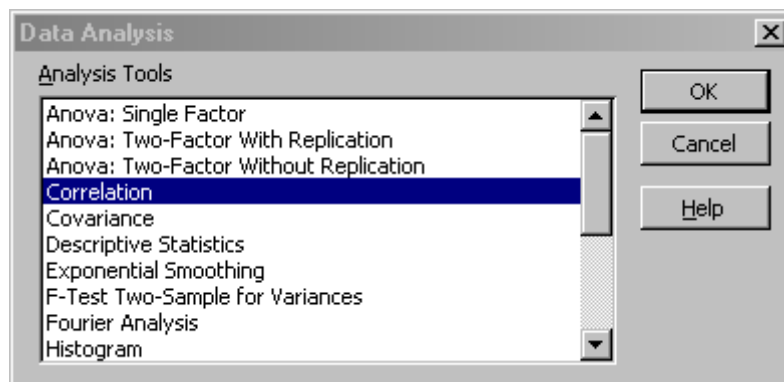 Data Analysis
Analysis Tools
Anova: Single Factor
Anova: Two-Factor With Replication
Anova: Two-Factor Without Replication
Correlation
Covariance
Descriptive Statistics
Exponential Smoothing
F-Test Two-Sample for Variances
Fourier Analysis
Histogram
OK
Cancel
Help